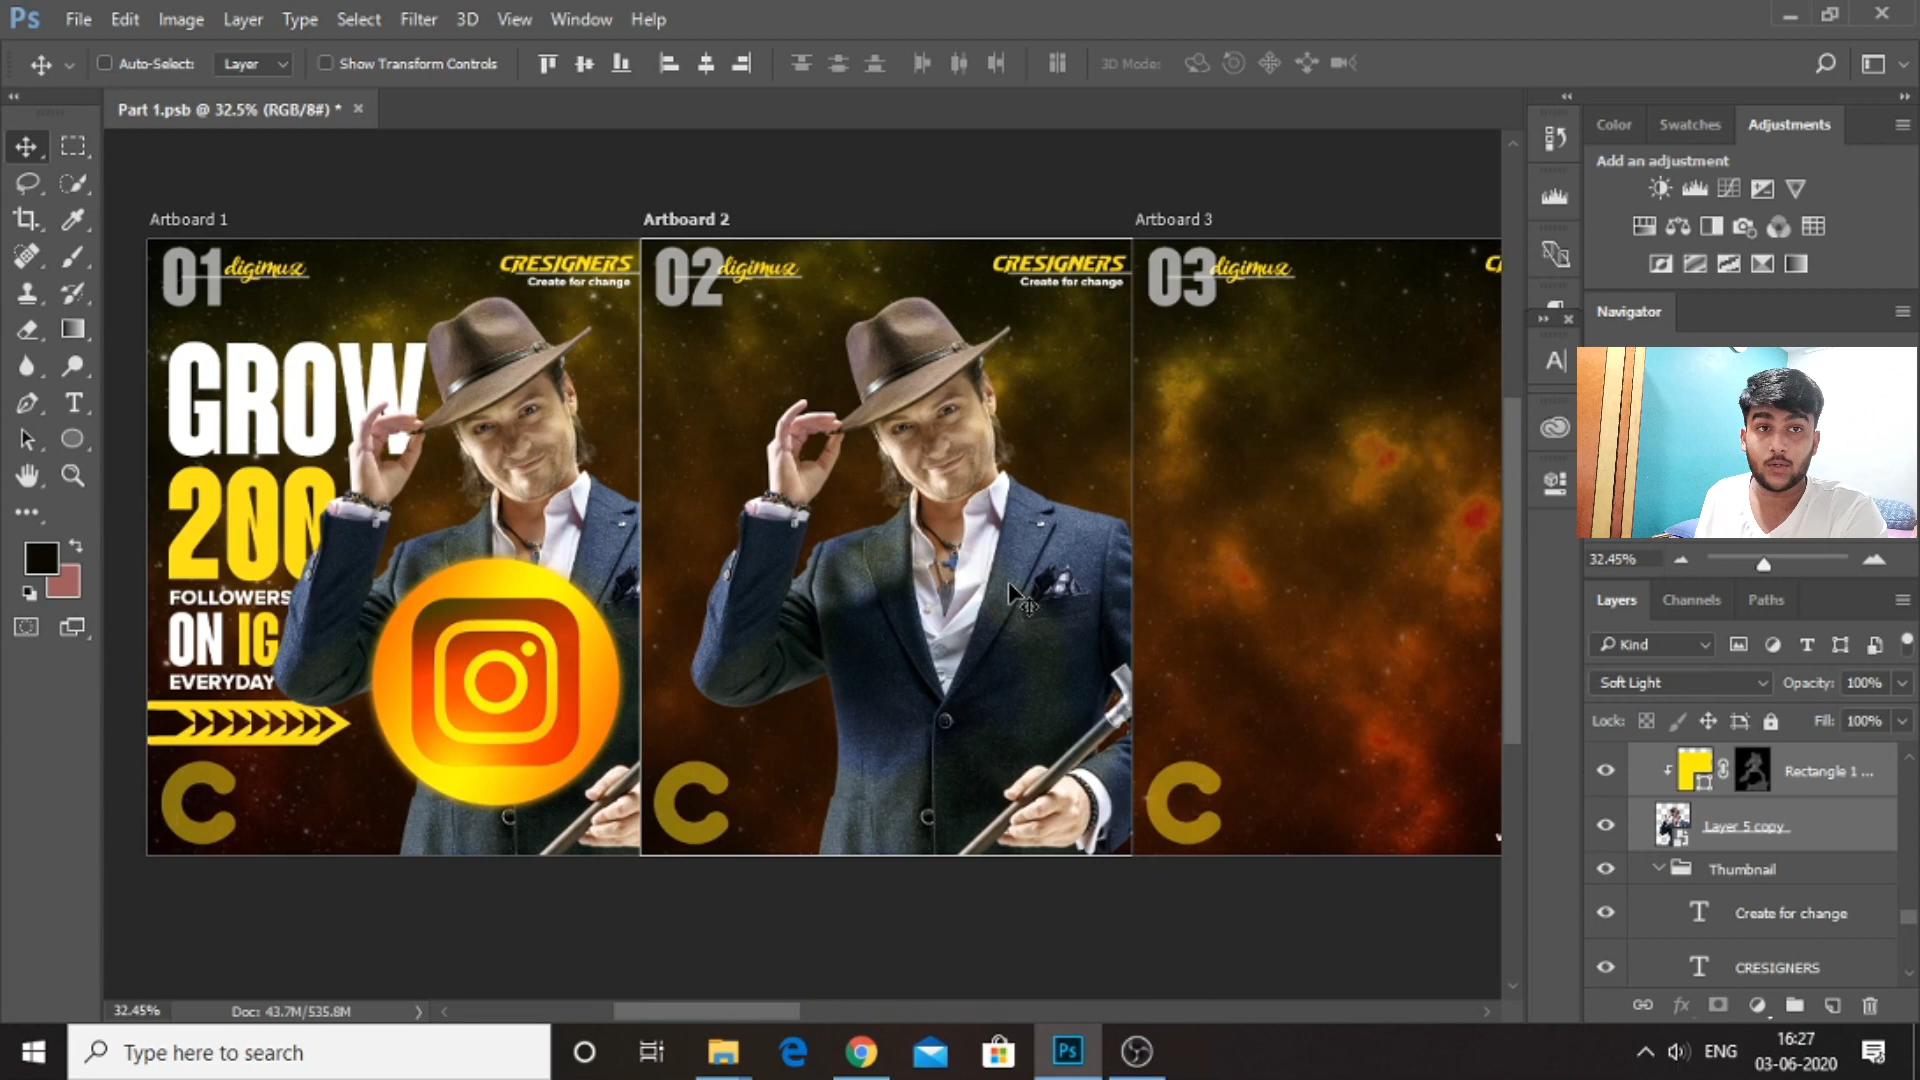 Ps File Edit Image Layer Type Select Filter 3D View Window Help
Auto-Select: Layer Show Transform Controls 3D Mode:
Part 1.psb @ 32.5% (RGB/8#) *
Color Swatches Adjustments
Add an adjustment
Artboard 1 Artboard 2 Artboard 3
01 digimuz CRESIGNERS
Create for change
GROW
200
FOLLOWERS
ON IG
EVERYDAY
C
02 digimuz CRESIGNERS
Create for change
C
03 digimuz
C
Navigator
32.45%
Layers Channels Paths
Kind
Soft Light Opacity: 100%
Lock: Fill: 100%
Rectangle 1 ...
Layer 5 copy
Thumbnail
Create for change
CRESIGNERS
32.45% Doc: 43.7M/535.8M
Type here to search
ENG
16:27
03-06-2020